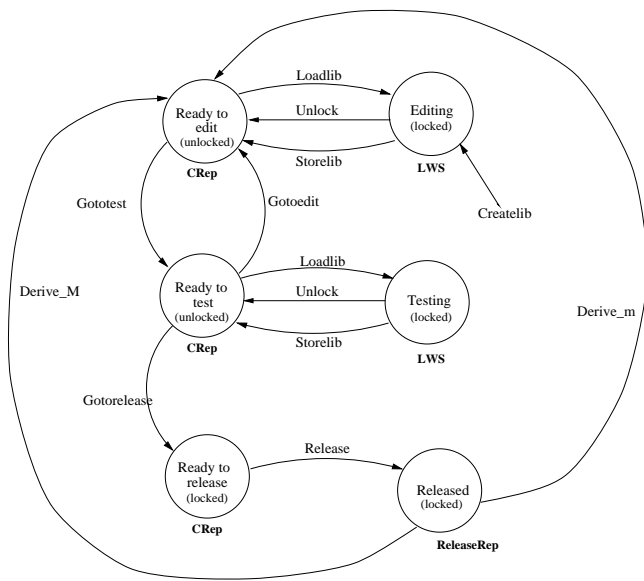 Loadlib
Ready to
edit
(unlocked)
CRep
Unlock
Editing
(locked)
LWS
Storelib
Gototest
Gotoedit
Createlib
Loadlib
Derive_M
Ready to
test
(unlocked)
CRep
Unlock
Testing
(locked)
LWS
Storelib
Derive_m
Gotorelease
Ready to
release
(locked)
CRep
Release
Released
(locked)
ReleaseRep